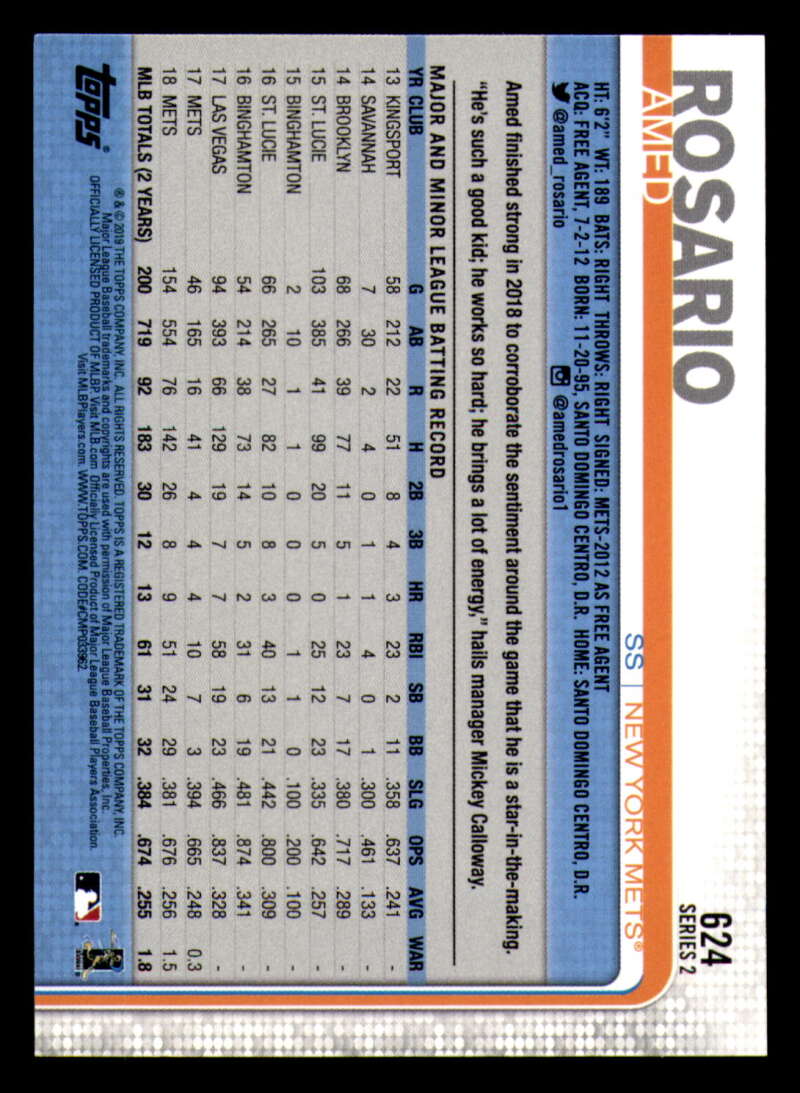 624
SERIES 2
ROSARIO
AMED
SS | NEW YORK METS®
HT: 6'2" WT: 189 BATS: RIGHT THROWS: RIGHT SIGNED: METS-2012 AS FREE AGENT
ACQ: FREE AGENT, 7-2-12 BORN: 11-20-95, SANTO DOMINGO CENTRO, D.R. HOME: SANTO DOMINGO CENTRO, D.R.
@amed_rosario @amedrosario1
Amed finished strong in 2018 to corroborate the sentiment around the game that he is a star-in-the-making.
"He's such a good kid; he works so hard; he brings a lot of energy," hails manager Mickey Calloway.
MAJOR AND MINOR LEAGUE BATTING RECORD
YR CLUB G AB R H 2B 3B HR RBI SB BB SLG OPS AVG WAR
13 KINGSPORT 58 212 22 51 8 4 3 23 2 11 .358 .637 .241 -
14 SAVANNAH 7 30 2 4 0 1 1 4 0 1 .300 .461 .133 -
14 BROOKLYN 68 266 39 77 11 5 1 23 7 17 .380 .717 .289 -
15 ST. LUCIE 103 385 41 99 20 5 0 25 12 23 .335 .642 .257 -
15 BINGHAMTON 2 10 1 1 0 0 0 1 1 0 .100 .200 .100 -
16 ST. LUCIE 66 265 27 82 10 8 3 40 13 21 .442 .800 .309 -
16 BINGHAMTON 54 214 38 73 14 5 2 31 6 19 .481 .874 .341 -
17 LAS VEGAS 94 393 66 129 19 7 7 58 19 23 .466 .837 .328 -
17 METS 46 165 16 41 4 4 4 10 7 3 .394 .665 .248 0.3
18 METS 154 554 76 142 26 8 9 51 24 29 .381 .676 .256 1.5
MLB TOTALS (2 YEARS) 200 719 92 183 30 12 13 61 31 32 .384 .674 .255 1.8
topps®
® & © 2019 THE TOPPS COMPANY, INC. ALL RIGHTS RESERVED. TOPPS IS A REGISTERED TRADEMARK OF THE TOPPS COMPANY, INC.
Major League Baseball trademarks and copyrights are used with permission of Major League Baseball Properties, Inc.
OFFICIALLY LICENSED PRODUCT OF MLBP. Visit MLB.com. Officially Licensed Product of Major League Baseball Players Association.
Visit MLBPlayers.com. WWW.TOPPS.COM. CODE#CMP033962